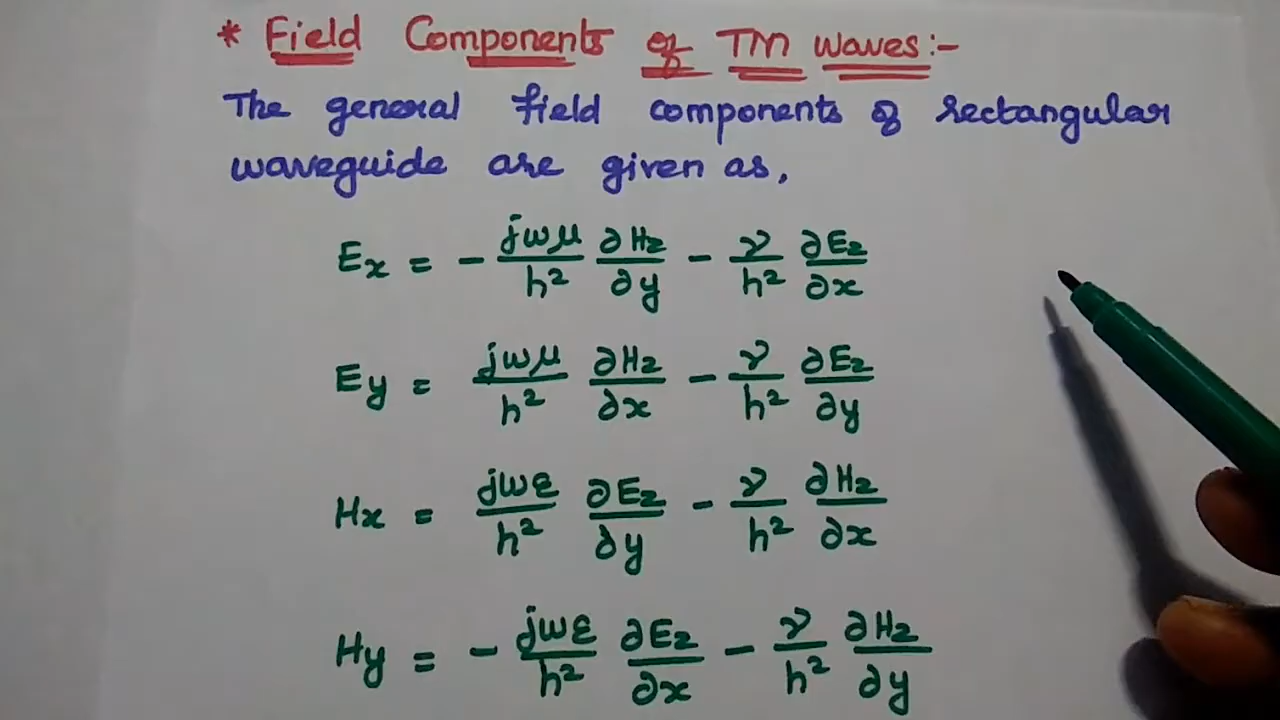 * Field Components of TM waves:-
The general field components of rectangular
waveguide are given as,
Ex = - jωμ/h² ∂Hz/∂y - γ/h² ∂Ez/∂x
Ey = jωμ/h² ∂Hz/∂x - γ/h² ∂Ez/∂y
Hx = jωε/h² ∂Ez/∂y - γ/h² ∂Hz/∂x
Hy = - jωε/h² ∂Ez/∂x - γ/h² ∂Hz/∂y